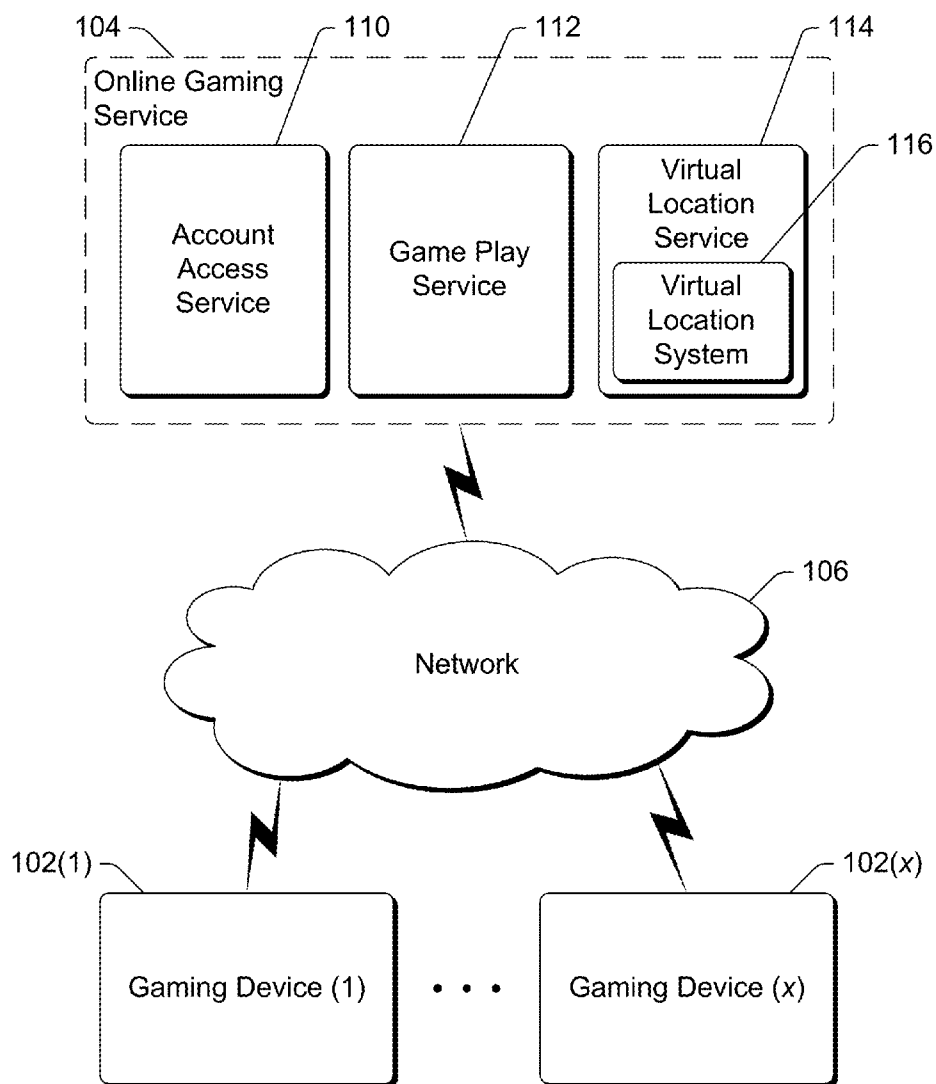 104
110
112
114
Online Gaming
Service
116
Account
Access
Service
Game Play
Service
Virtual
Location
Service
Virtual
Location
System
106
Network
102(1)
102(x)
Gaming Device (1)
• • •
Gaming Device (x)